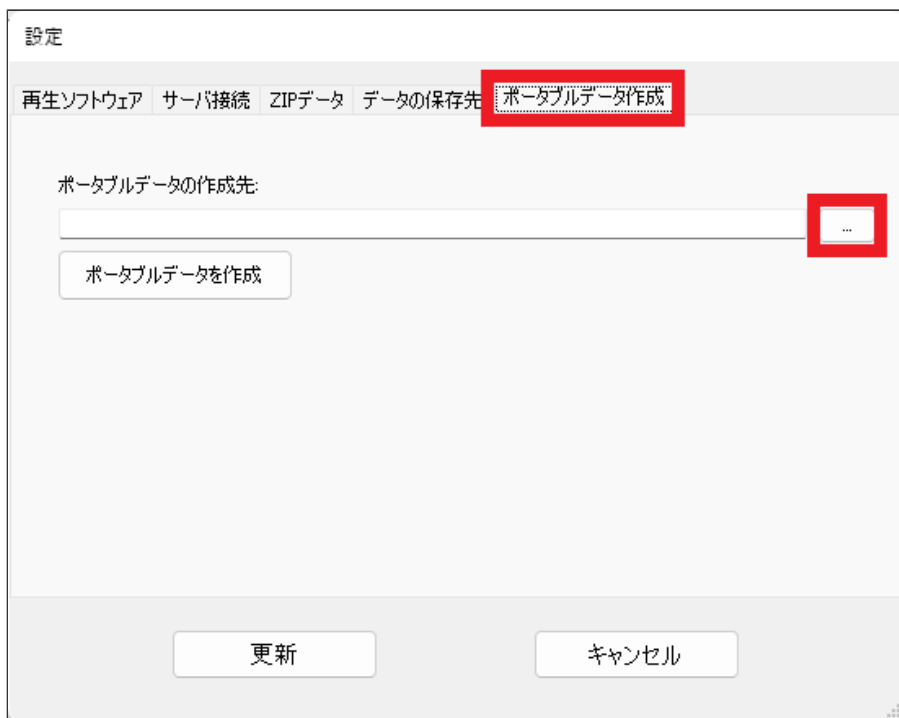 設定
再生ソフトウェア サーバ接続 ZIPデータ データの保存先 ポータブルデータ作成
ポータブルデータの作成先:
...
ポータブルデータを作成
更新 キャンセル